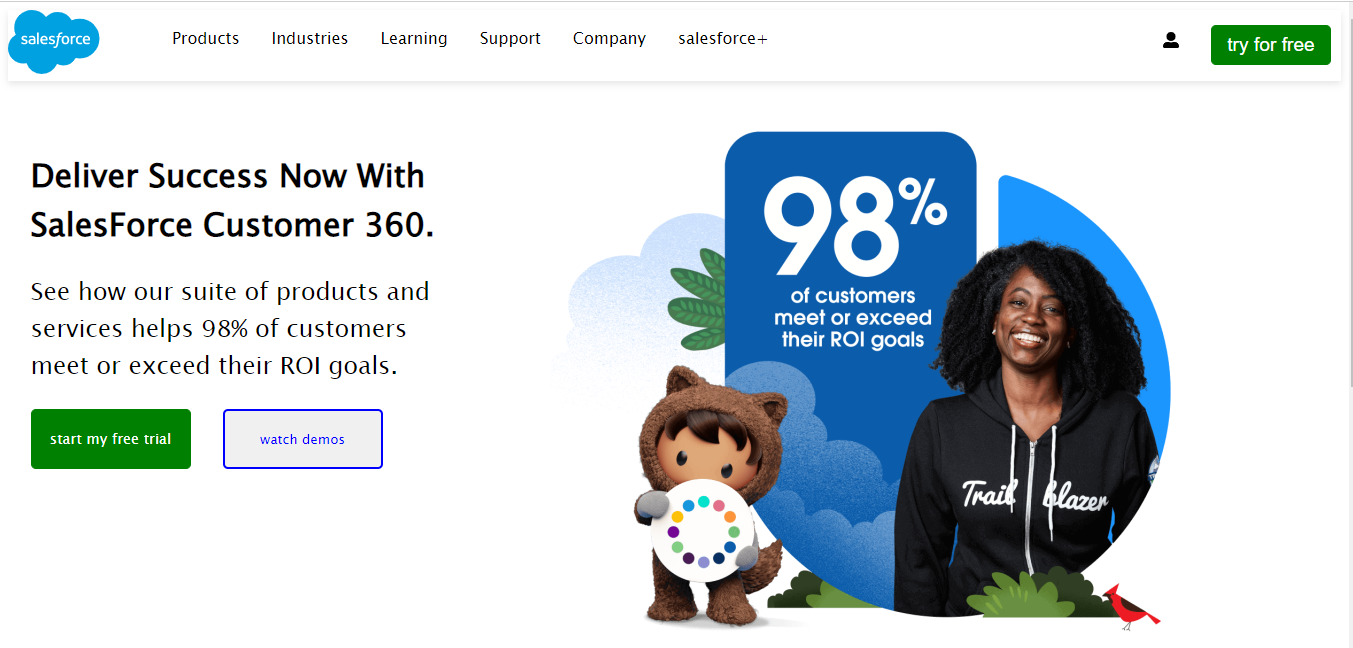 salesforce
Products
Industries
Learning
Support
Company
salesforce+
try for free
Deliver Success Now With
SalesForce Customer 360.
See how our suite of products and
services helps 98% of customers
meet or exceed their ROI goals.
start my free trial
watch demos
98%
of customers
meet or exceed
their ROI goals
Trail blazer